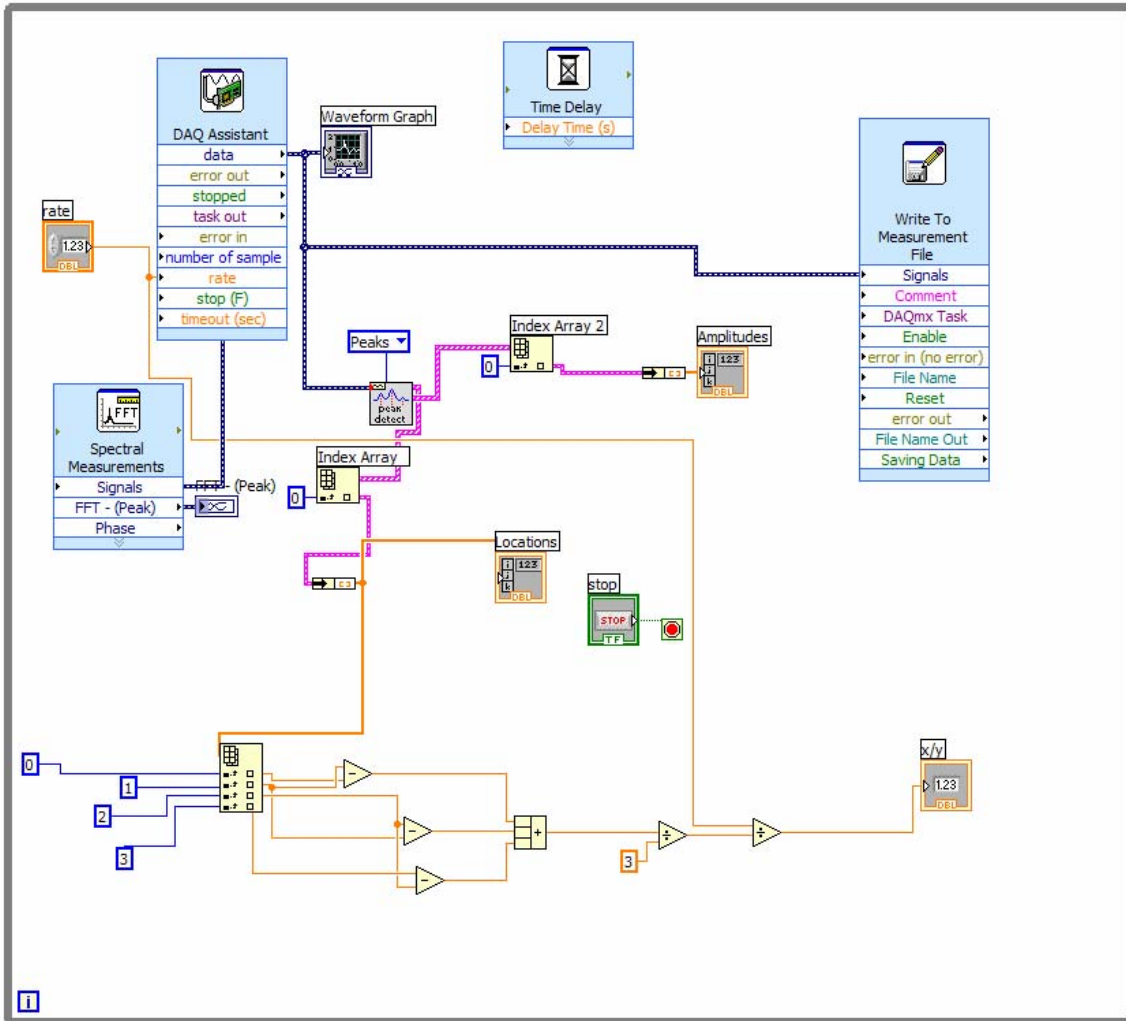 DAQ Assistant
data
error out
stopped
task out
error in
number of sample
rate
stop (F)
timeout (sec)
Waveform Graph
Time Delay
Delay Time (s)
Write To
Measurement
File
Signals
Comment
DAQmx Task
Enable
error in (no error)
File Name
Reset
error out
File Name Out
Saving Data
rate
1.23
DBL
Peaks
peak
detect
Index Array 2
0
Amplitudes
123
DBL
FFT
Spectral
Measurements
Signals
FFT - (Peak)
Phase
FFT - (Peak)
Index Array
0
Locations
123
DBL
stop
STOP
TF
0
1
2
3
3
x/y
1.23
DBL
i